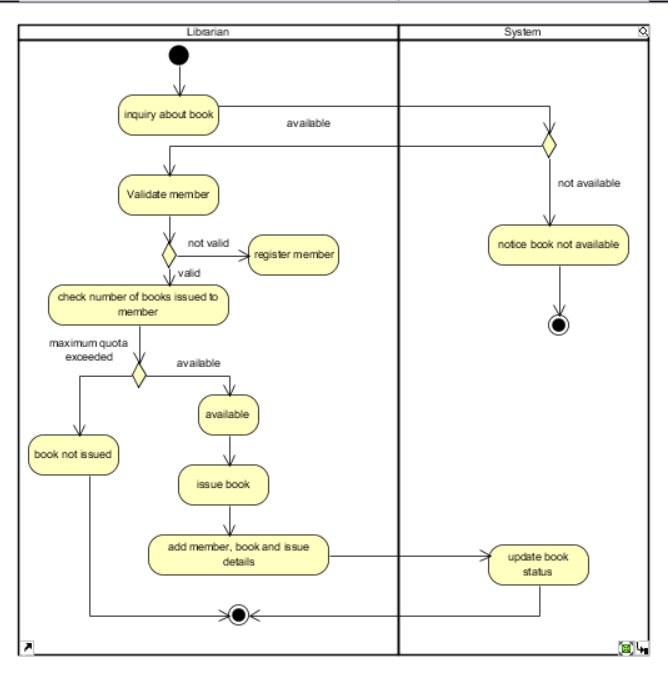 Librarian
System
inquiry about book
available
Validate member
not available
not valid
register member
notice book not available
valid
check number of books issued to
member
maximum quota
exceeded
available
available
book not issued
issue book
add member, book and issue
details
update book
status